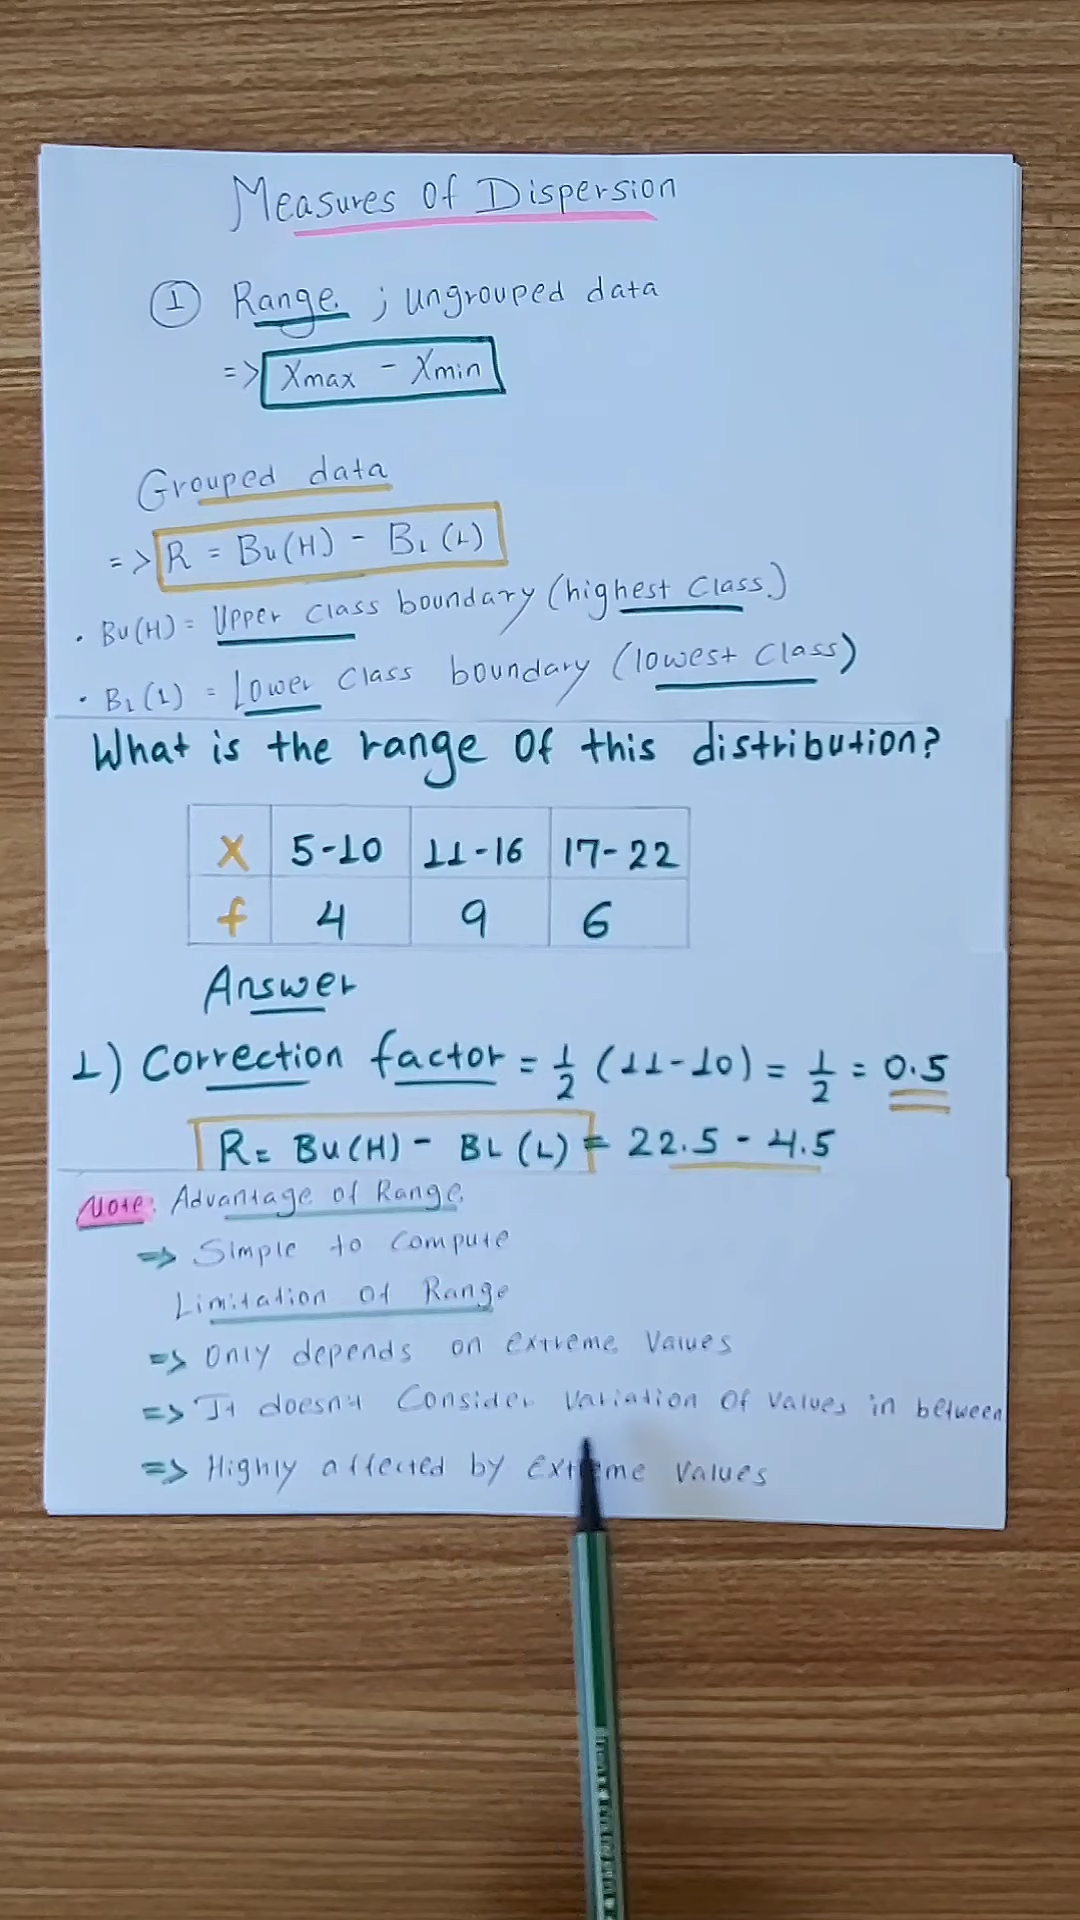 Measures Of Dispersion
① Range ; ungrouped data
=> Xmax - Xmin
Grouped data
=> R = Bu(H) - BL(L)
• Bu(H) = Upper class boundary (highest class)
• BL(L) = Lower class boundary (lowest class)
What is the range Of this distribution?
X 5-10 11-16 17-22
f 4 9 6
Answer
1) Correction factor = 1/2 (11-10) = 1/2 = 0.5
R= Bu(H) - BL(L) = 22.5 - 4.5
Note: Advantage of Range
=> Simple to compute
Limitation Of Range
=> Only depends on extreme Values
=> It doesn't Consider variation Of values in between
=> Highly affected by Extreme values